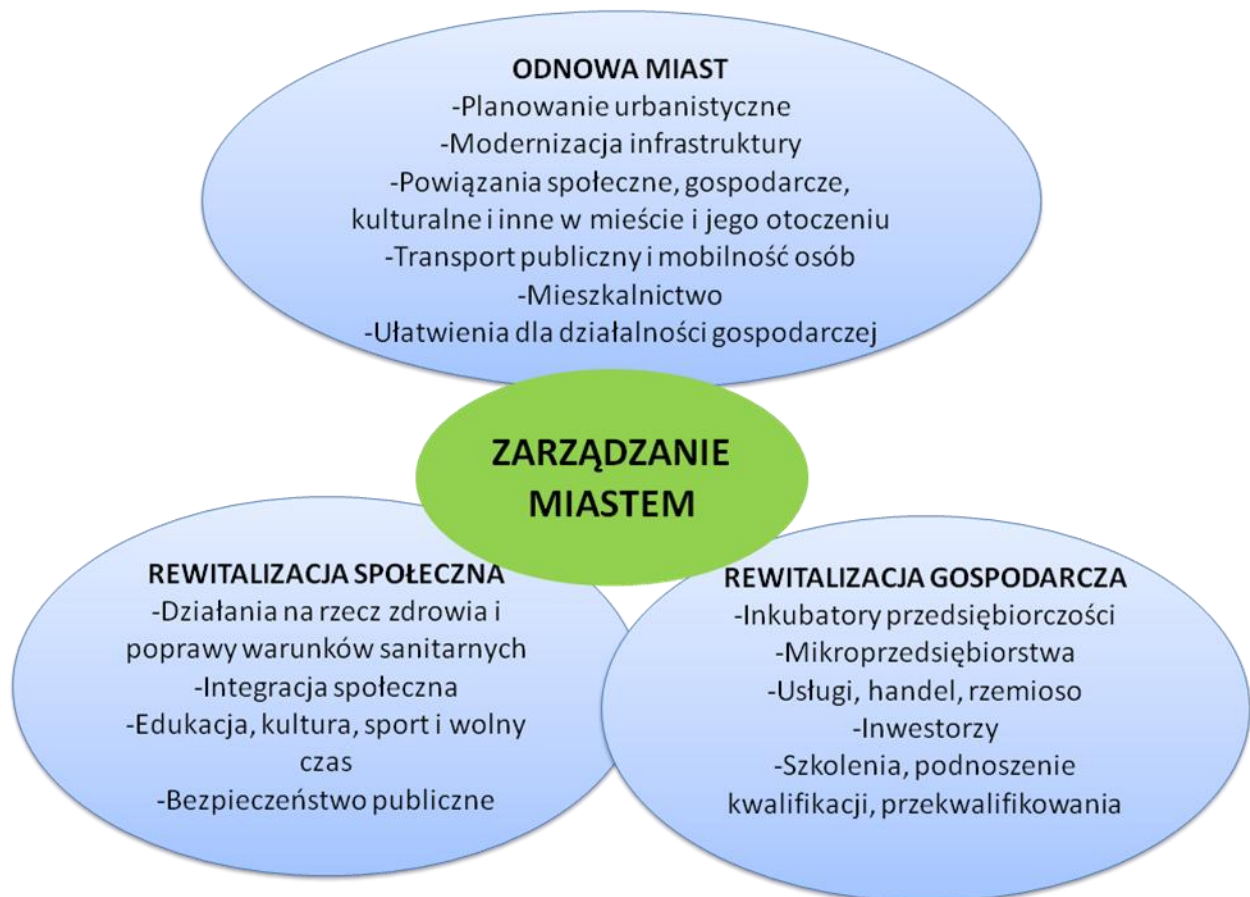 ODNOWA MIAST
-Planowanie urbanistyczne
-Modernizacja infrastruktury
-Powiązania społeczne, gospodarcze,
kulturalne i inne w mieście i jego otoczeniu
-Transport publiczny i mobilność osób
-Mieszkalnictwo
-Ułatwienia dla działalności gospodarczej
ZARZĄDZANIE
MIASTEM
REWITALIZACJA SPOŁECZNA
-Działania na rzecz zdrowia i
poprawy warunków sanitarnych
-Integracja społeczna
-Edukacja, kultura, sport i wolny
czas
-Bezpieczeństwo publiczne
REWITALIZACJA GOSPODARCZA
-Inkubatory przedsiębiorczości
-Mikroprzedsiębiorstwa
-Usługi, handel, rzemioso
-Inwestorzy
-Szkolenia, podnoszenie
kwalifikacji, przekwalifikowania